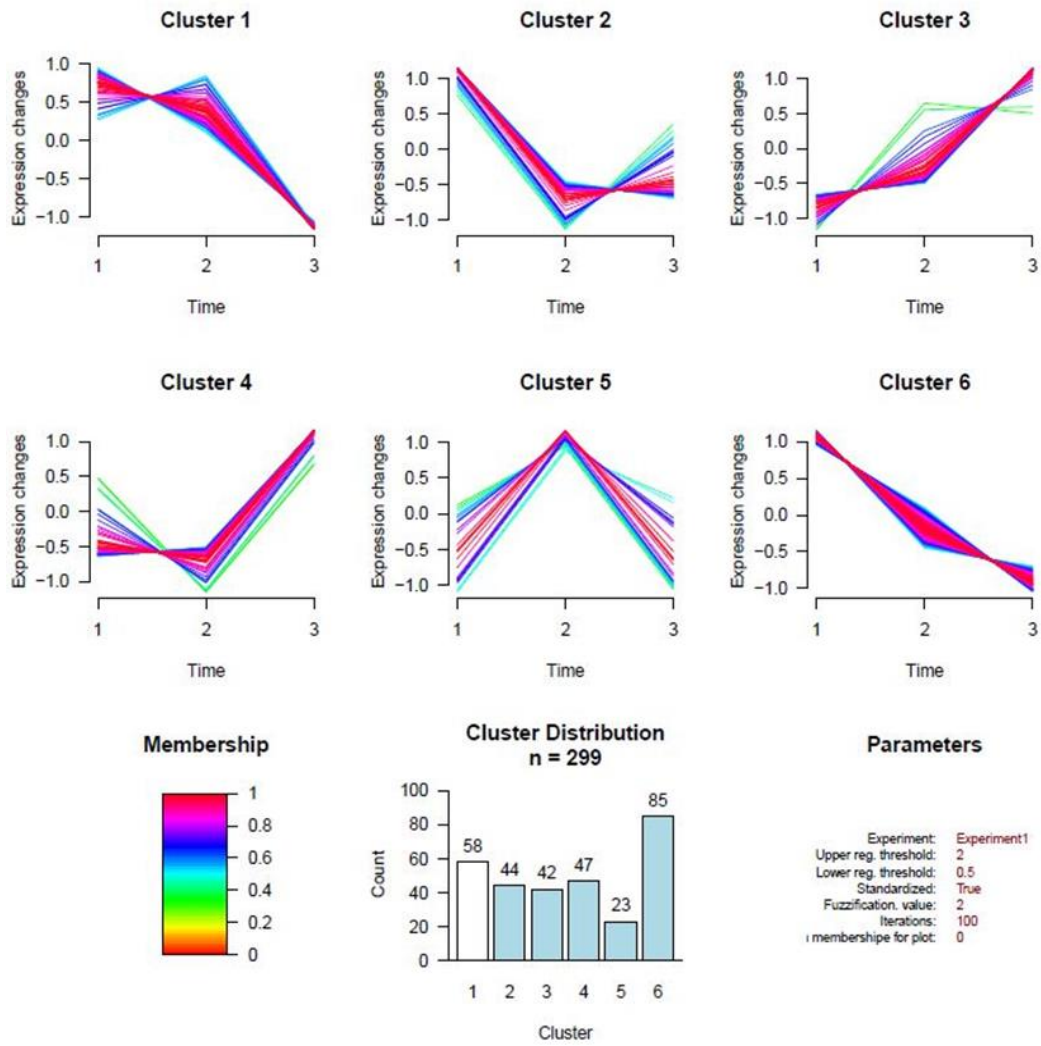 Cluster 1
Cluster 2
Cluster 3
Expression changes
1.0
0.5
0.0
−0.5
−1.0
1
2
3
Time
Expression changes
1.0
0.5
0.0
−0.5
−1.0
1
2
3
Time
Expression changes
1.0
0.5
0.0
−0.5
−1.0
1
2
3
Time
Cluster 4
Cluster 5
Cluster 6
Expression changes
1.0
0.5
0.0
−0.5
−1.0
1
2
3
Time
Expression changes
1.0
0.5
0.0
−0.5
−1.0
1
2
3
Time
Expression changes
1.0
0.5
0.0
−0.5
−1.0
1
2
3
Time
Membership
1
0.8
0.6
0.4
0.2
0
Cluster Distribution
n = 299
Count
100
80
60
40
20
0
58
44
42
47
23
85
1 2 3 4 5 6
Cluster
Parameters
Experiment: Experiment1
Upper reg. threshold: 2
Lower reg. threshold: 0.5
Standardized: True
Fuzzification. value: 2
Iterations: 100
membershipe for plot: 0